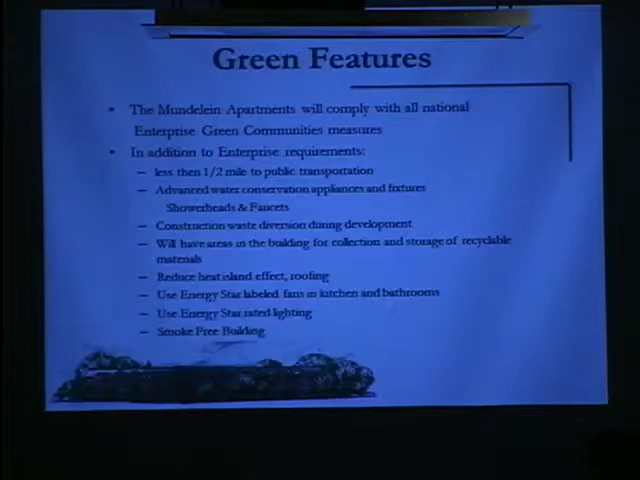 Green Features
• The Mundelein Apartments will comply with all national
Enterprise Green Communities measures
• In addition to Enterprise requirements:
– less then 1/2 mile to public transportation
– Advanced water conservation appliances and fixtures
Showerheads & Faucets
– Construction waste diversion during development
– Will have areas in the building for collection and storage of recyclable
materials
– Reduce heat island effect, roofing
– Use Energy Star labeled fans in kitchen and bathrooms
– Use Energy Star rated lighting
– Smoke Free Building